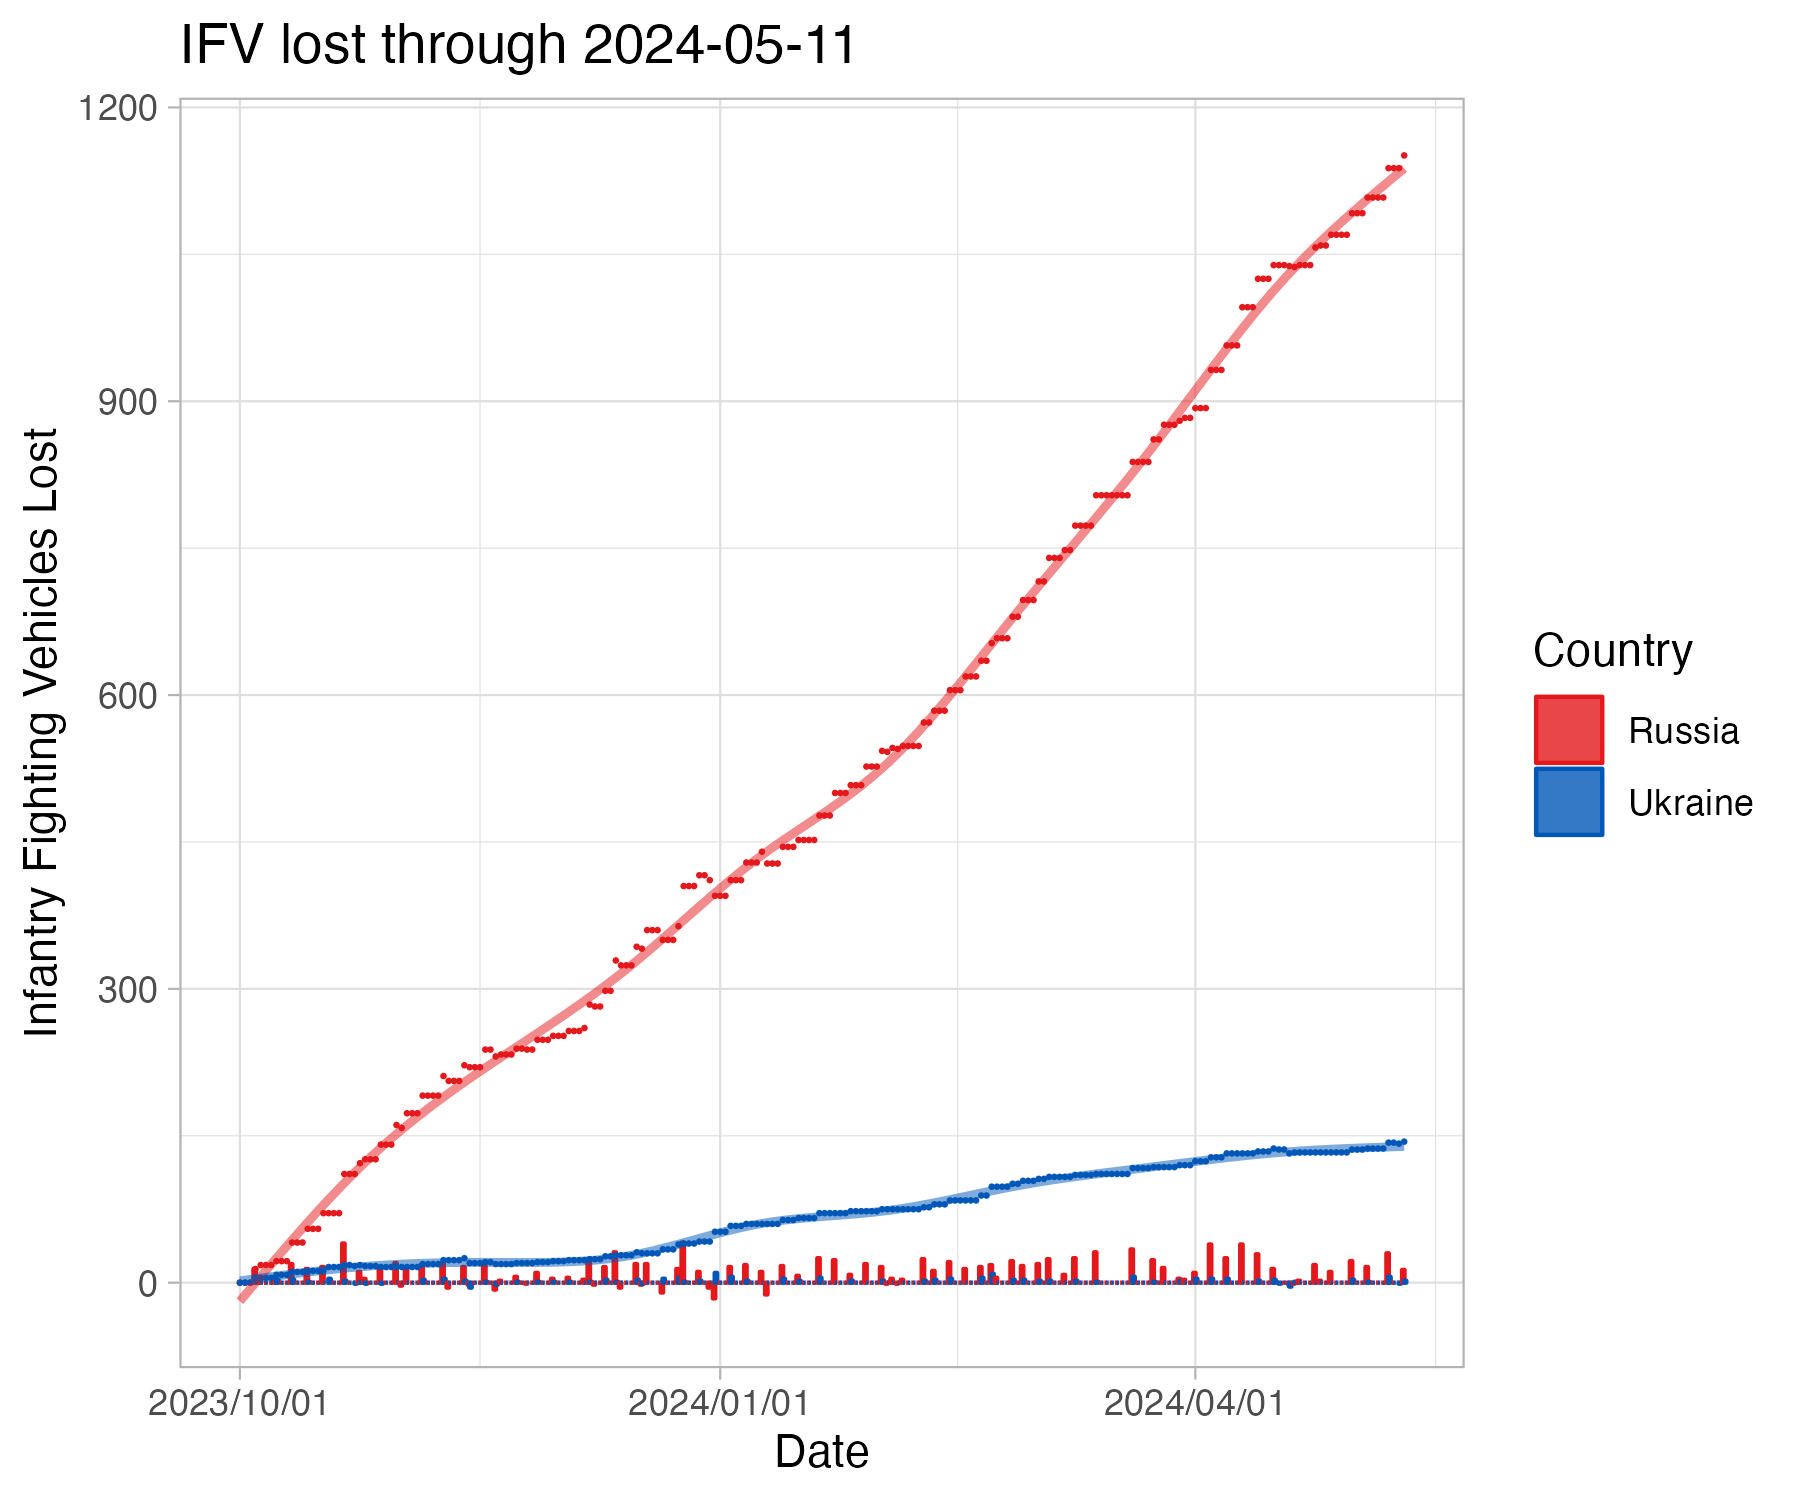 IFV lost through 2024-05-11
Infantry Fighting Vehicles Lost
1200
900
600
300
0
2023/10/01
2024/01/01
2024/04/01
Date
Country
Russia
Ukraine